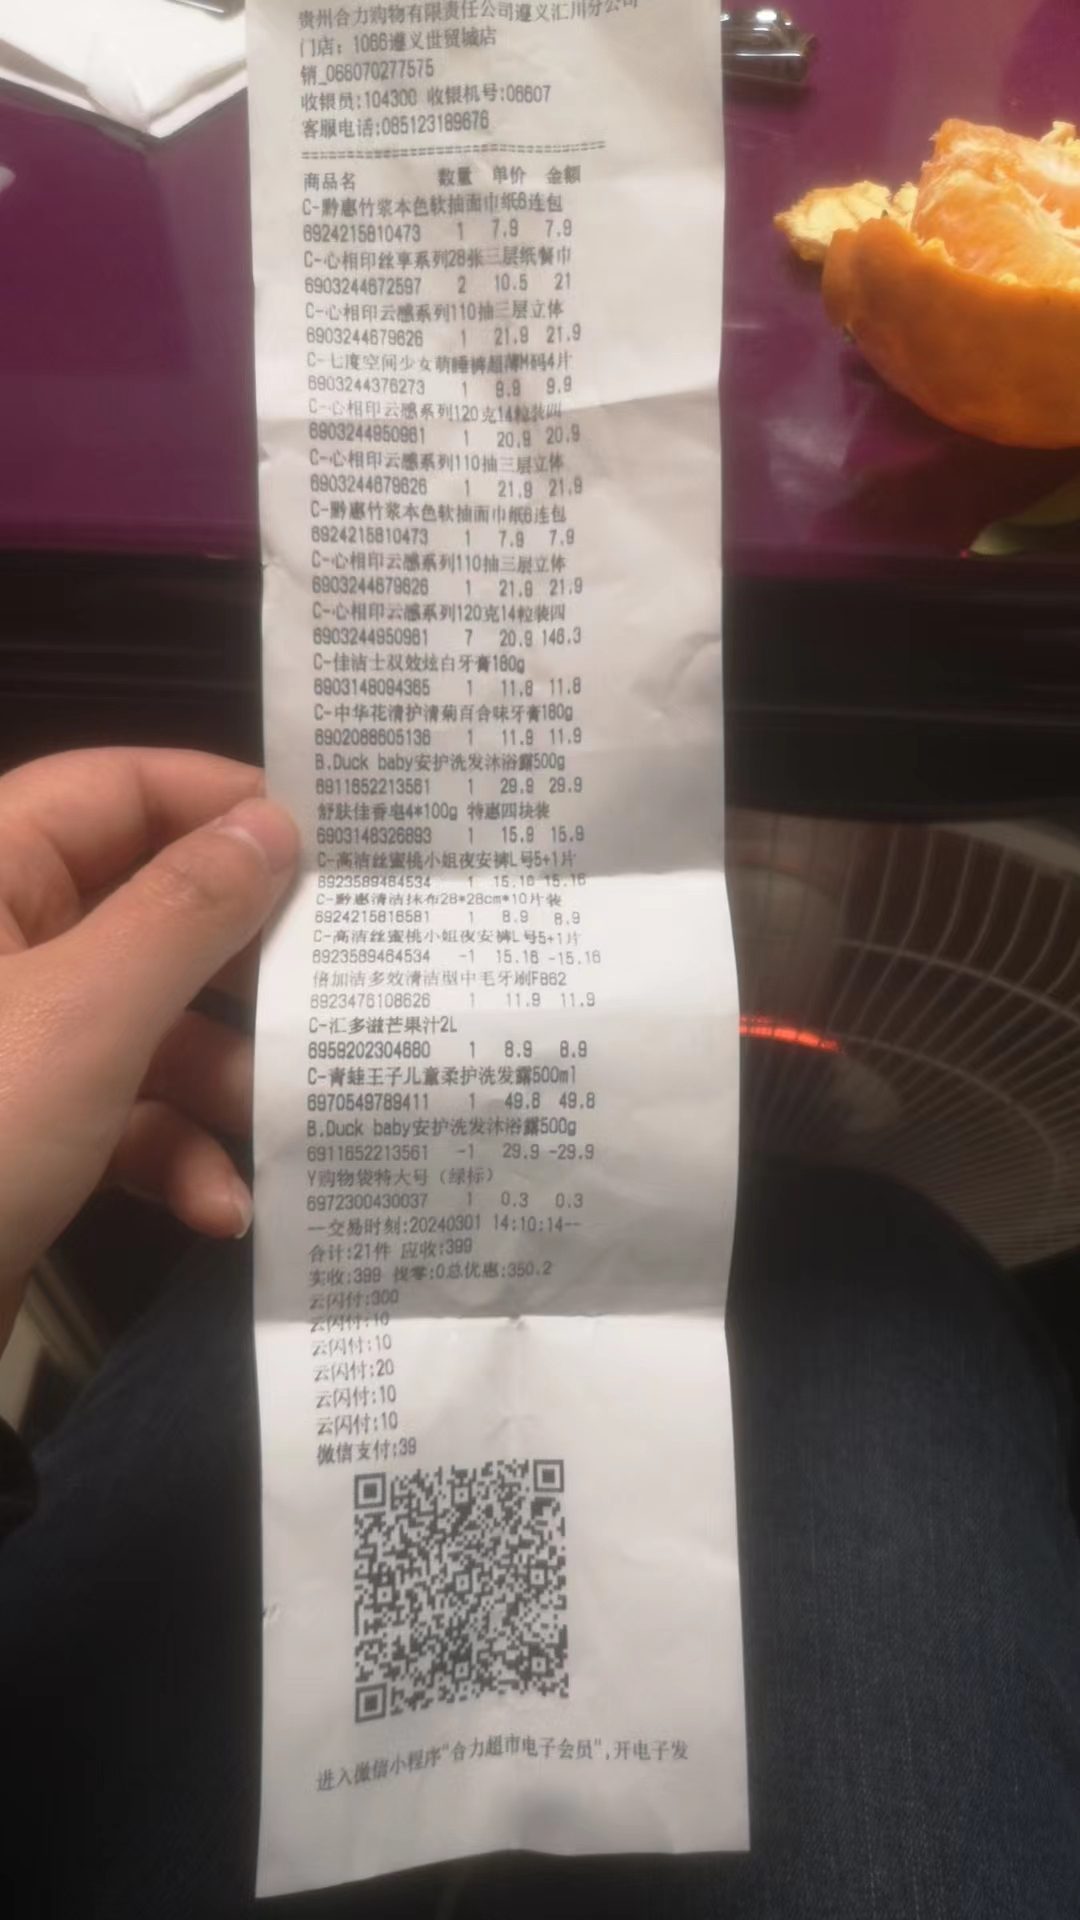 贵州合力购物有限责任公司遵义汇川分公司
门店：1066遵义世贸城店
销_066070277575
收银员:104300 收银机号:06607
客服电话:085123189676
================================
商品名 数量 单价 金额
C-黔惠竹浆本色软抽面巾纸6连包
6924215810473 1 7.9 7.9
C-心相印丝享系列28张三层纸餐巾
6903244672597 2 10.5 21
C-心相印云感系列110抽三层立体
6903244679626 1 21.9 21.9
C-七度空间少女萌睡裤超薄M码4片
6903244376273 1 9.9 9.9
C-心相印云感系列120克14粒装四
6903244950961 1 20.9 20.9
C-心相印云感系列110抽三层立体
6903244679626 1 21.9 21.9
C-黔惠竹浆本色软抽面巾纸6连包
6924215810473 1 7.9 7.9
C-心相印云感系列110抽三层立体
6903244679626 1 21.9 21.9
C-心相印云感系列120克14粒装四
6903244950961 7 20.9 146.3
C-佳洁士双效炫白牙膏180g
6903148094365 1 11.8 11.8
C-中华花清护清菊百合味牙膏180g
6902088605136 1 11.9 11.9
B.Duck baby安护洗发沐浴露500g
6911652213561 1 29.9 29.9
舒肤佳香皂4*100g 特惠四块装
6903148326893 1 15.9 15.9
C-高洁丝蜜桃小姐夜安裤L号5+1片
6923589464534 1 15.16 15.16
C-黔惠清洁抹布28*28cm*10片装
6924215816581 1 8.9 8.9
C-高洁丝蜜桃小姐夜安裤L号5+1片
6923589464534 -1 15.16 -15.16
倍加洁多效清洁型中毛牙刷F862
6923476108626 1 11.9 11.9
C-汇多滋芒果汁2L
6959202304680 1 8.9 8.9
C-青蛙王子儿童柔护洗发露500ml
6970549789411 1 49.8 49.8
B.Duck baby安护洗发沐浴露500g
6911652213561 -1 29.9 -29.9
Y购物袋特大号（绿标）
6972300430037 1 0.3 0.3
--交易时刻:20240301 14:10:14--
合计:21件 应收:399
实收:399 找零:0总优惠:350.2
云闪付:300
云闪付:10
云闪付:10
云闪付:20
云闪付:10
云闪付:10
微信支付:39
进入微信小程序"合力超市电子会员",开电子发